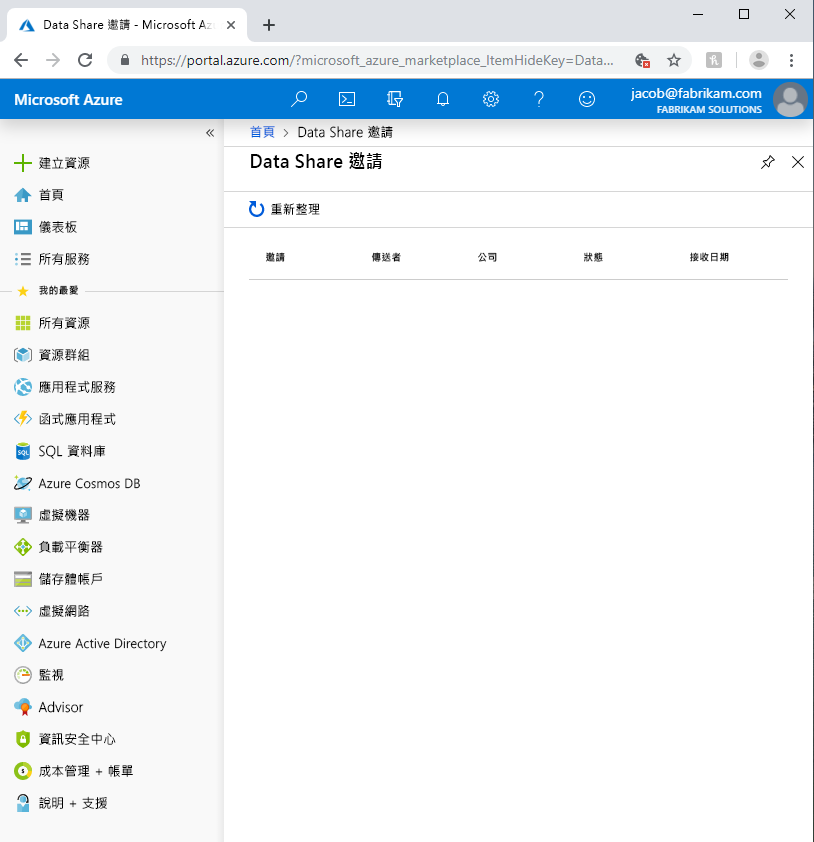 Data Share 邀請 - Microsoft Az
https://portal.azure.com/?microsoft_azure_marketplace_ItemHideKey=Data...
Microsoft Azure
jacob@fabrikam.com
FABRIKAM SOLUTIONS
首頁 > Data Share 邀請
Data Share 邀請
重新整理
邀請 傳送者 公司 狀態 接收日期
建立資源
首頁
儀表板
所有服務
我的最愛
所有資源
資源群組
應用程式服務
函式應用程式
SQL 資料庫
Azure Cosmos DB
虛擬機器
負載平衡器
儲存體帳戶
虛擬網路
Azure Active Directory
監視
Advisor
資訊安全中心
成本管理 + 帳單
說明 + 支援